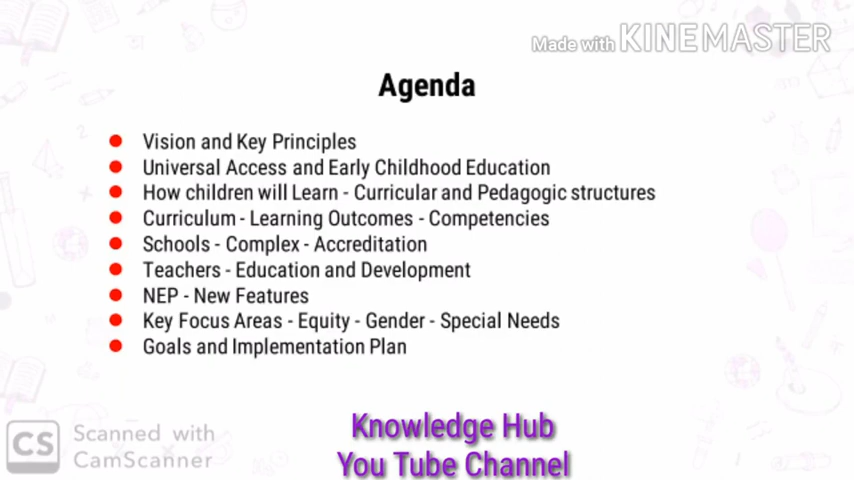 Made with KINEMASTER
Agenda
Vision and Key Principles
Universal Access and Early Childhood Education
How children will Learn - Curricular and Pedagogic structures
Curriculum - Learning Outcomes - Competencies
Schools - Complex - Accreditation
Teachers - Education and Development
NEP - New Features
Key Focus Areas - Equity - Gender - Special Needs
Goals and Implementation Plan
Knowledge Hub
You Tube Channel
CS Scanned with
CamScanner